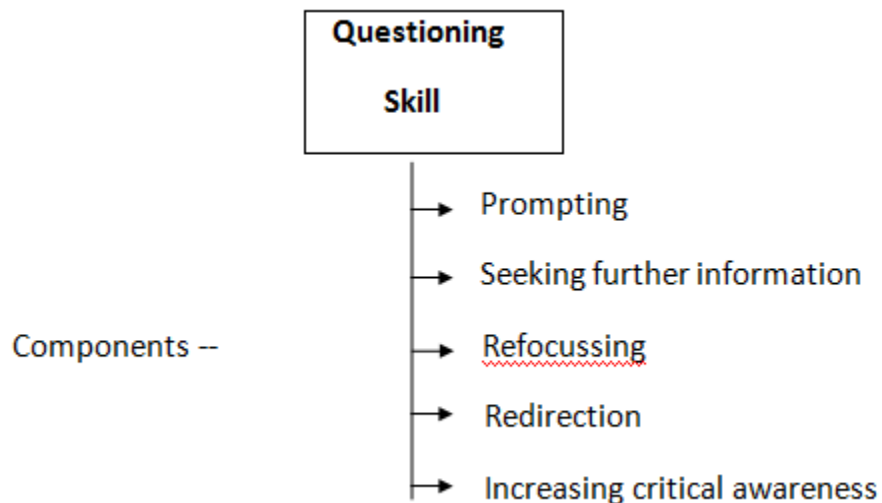 Questioning
Skill
Prompting
Seeking further information
Components --
Refocussing
Redirection
Increasing critical awareness